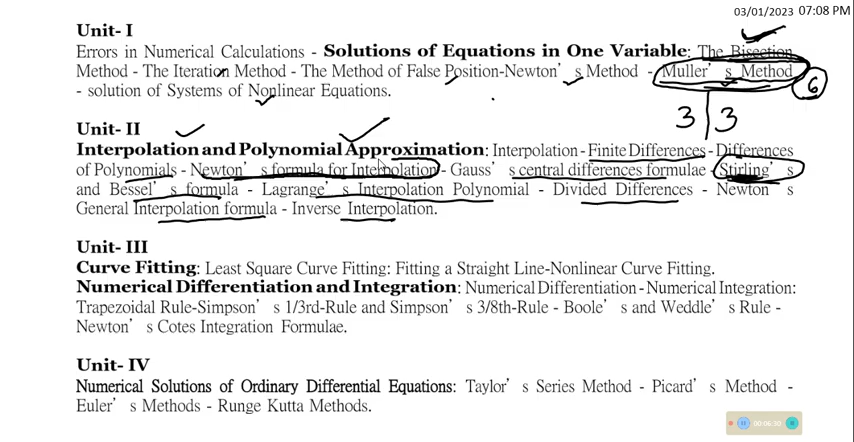 03/01/2023 07:08 PM
Unit- I
Errors in Numerical Calculations - Solutions of Equations in One Variable: The Bisection
Method - The Iteration Method - The Method of False Position-Newton' s Method - Muller' s Method
6
- solution of Systems of Nonlinear Equations.
3 | 3
Unit- II
Interpolation and Polynomial Approximation: Interpolation - Finite Differences - Differences
of Polynomials - Newton' s formula for Interpolation - Gauss' s central differences formulae - Stirling' s
and Bessel' s formula - Lagrange' s Interpolation Polynomial - Divided Differences - Newton' s
General Interpolation formula - Inverse Interpolation.
Unit- III
Curve Fitting: Least Square Curve Fitting: Fitting a Straight Line-Nonlinear Curve Fitting.
Numerical Differentiation and Integration: Numerical Differentiation - Numerical Integration:
Trapezoidal Rule-Simpson' s 1/3rd-Rule and Simpson' s 3/8th-Rule - Boole' s and Weddle' s Rule -
Newton' s Cotes Integration Formulae.
Unit- IV
Numerical Solutions of Ordinary Differential Equations: Taylor' s Series Method - Picard' s Method -
Euler' s Methods - Runge Kutta Methods.
00:06:50